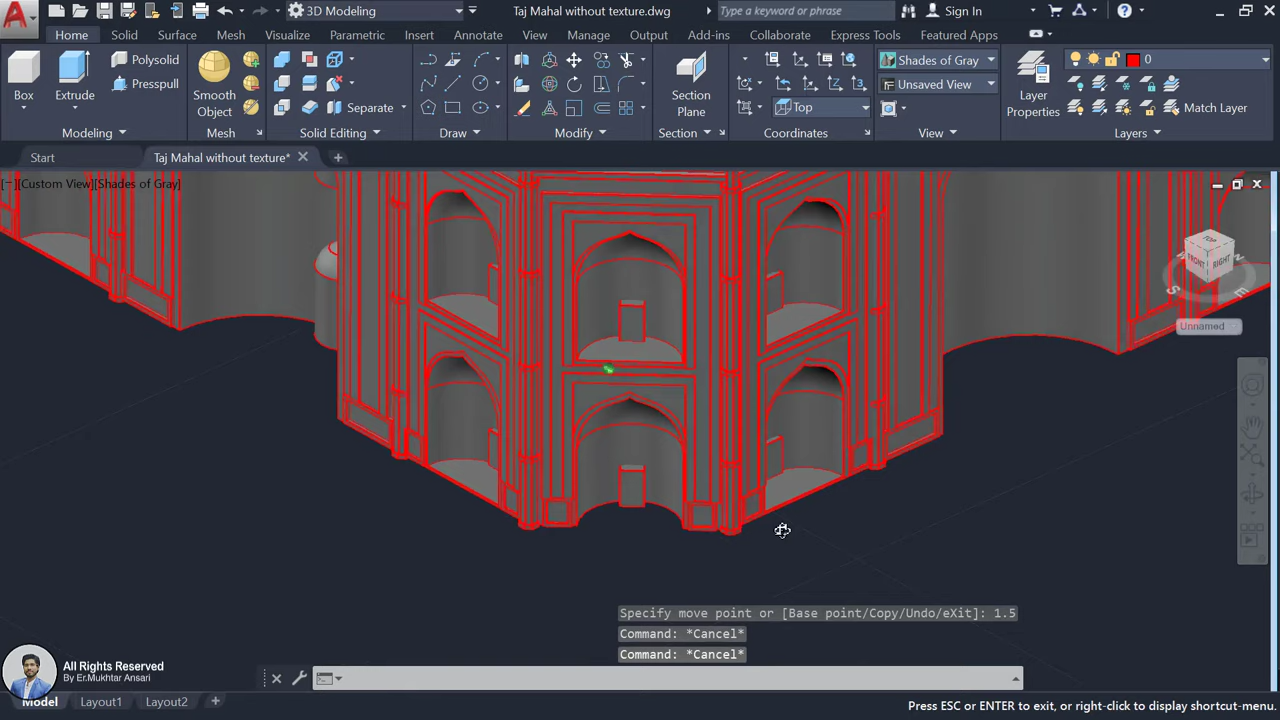 3D Modeling
Taj Mahal without texture.dwg
Type a keyword or phrase
Sign In
Home Solid Surface Mesh Visualize Parametric Insert Annotate View Manage Output Add-ins Collaborate Express Tools Featured Apps
Box
Extrude
Polysolid
Presspull
Smooth
Object
Separate
Section
Plane
Top
Shades of Gray
Unsaved View
Layer
Properties
0
Match Layer
Modeling
Mesh
Solid Editing
Draw
Modify
Section
Coordinates
View
Layers
Start
Taj Mahal without texture*
[−][Custom View][Shades of Gray]
TOP
FRONT
RIGHT
S
E
Unnamed
Specify move point or [Base point/Copy/Undo/eXit]: 1.5
Command: *Cancel*
Command: *Cancel*
All Rights Reserved
By Er.Mukhtar Ansari
Model Layout1 Layout2
Press ESC or ENTER to exit, or right-click to display shortcut-menu.